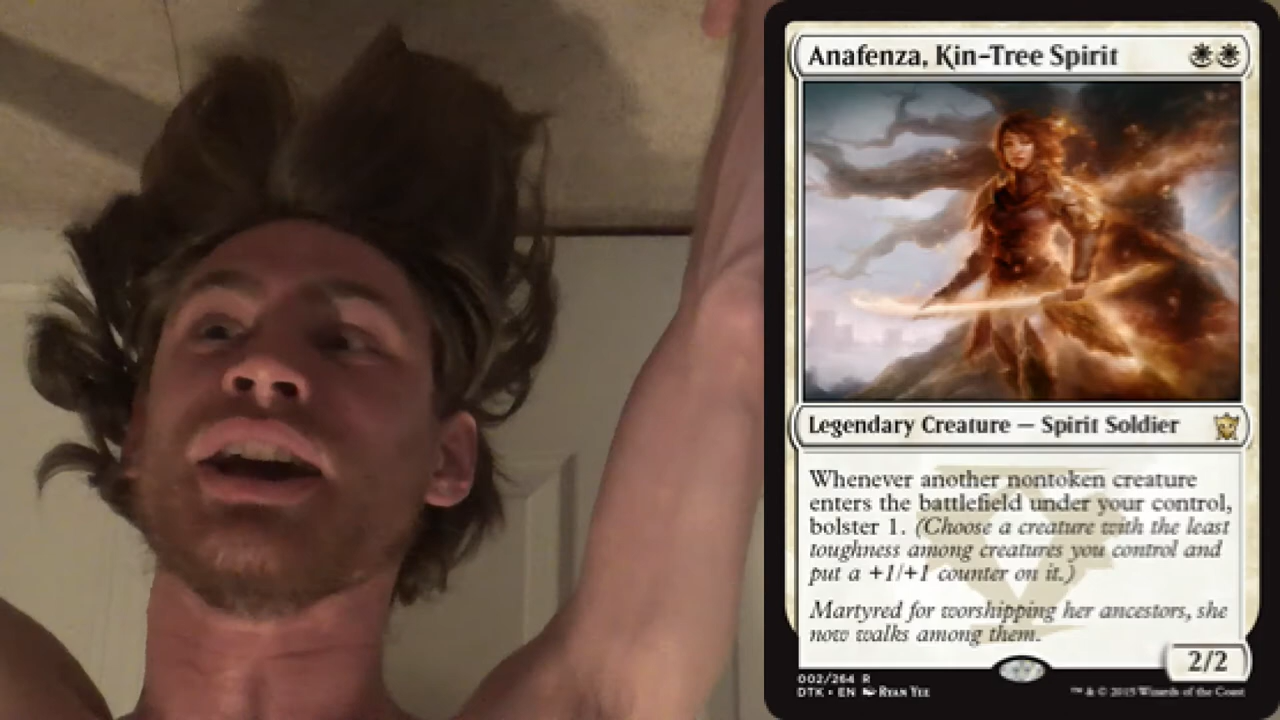 Anafenza, Kin-Tree Spirit
Legendary Creature — Spirit Soldier
Whenever another nontoken creature
enters the battlefield under your control,
bolster 1. (Choose a creature with the least
toughness among creatures you control and
put a +1/+1 counter on it.)
Martyred for worshipping her ancestors, she
now walks among them.
2/2
002/264 R
DTK • EN Ryan Yee
™ & © 2015 Wizards of the Coast